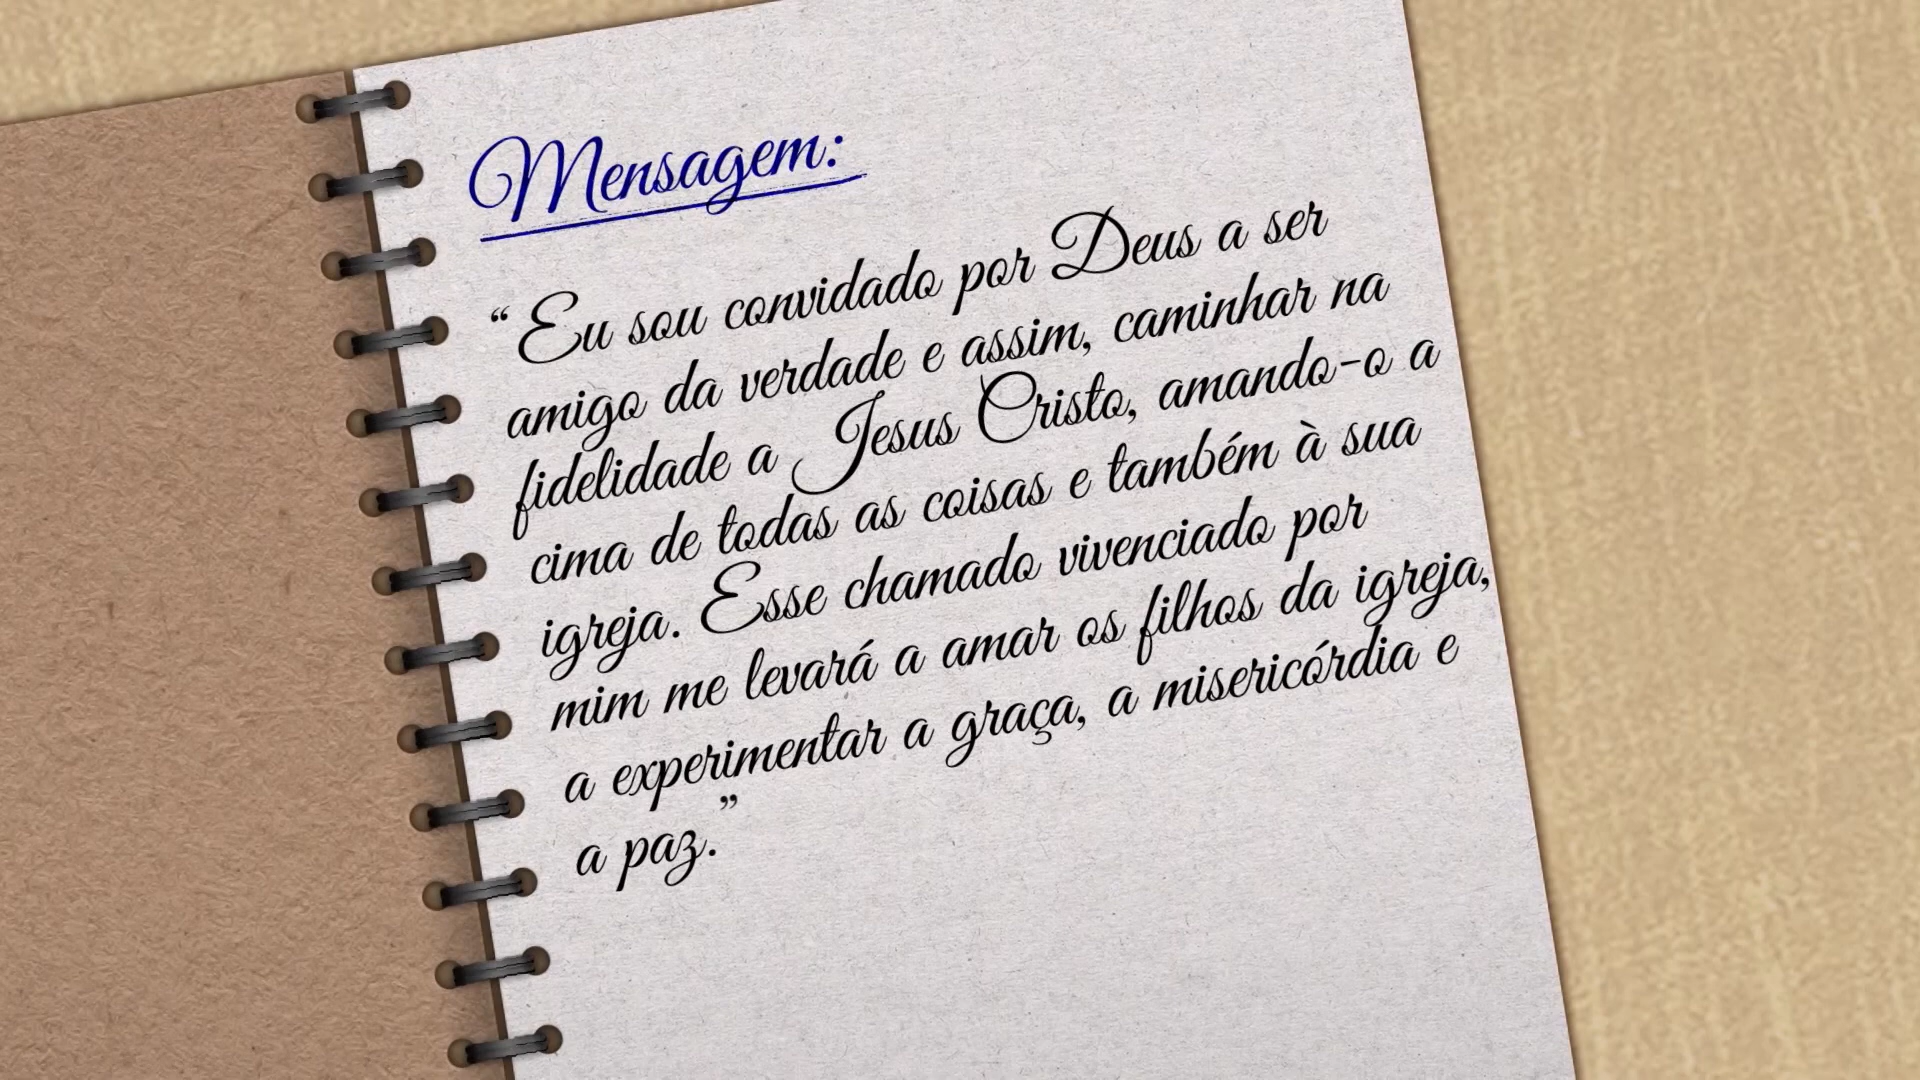 Mensagem:
“ Eu sou convidado por Deus a ser
amigo da verdade e assim, caminhar na
fidelidade a Jesus Cristo, amando-o a
cima de todas as coisas e também à sua
igreja. Esse chamado vivenciado por
mim me levará a amar os filhos da igreja,
a experimentar a graça, a misericórdia e
a paz.”